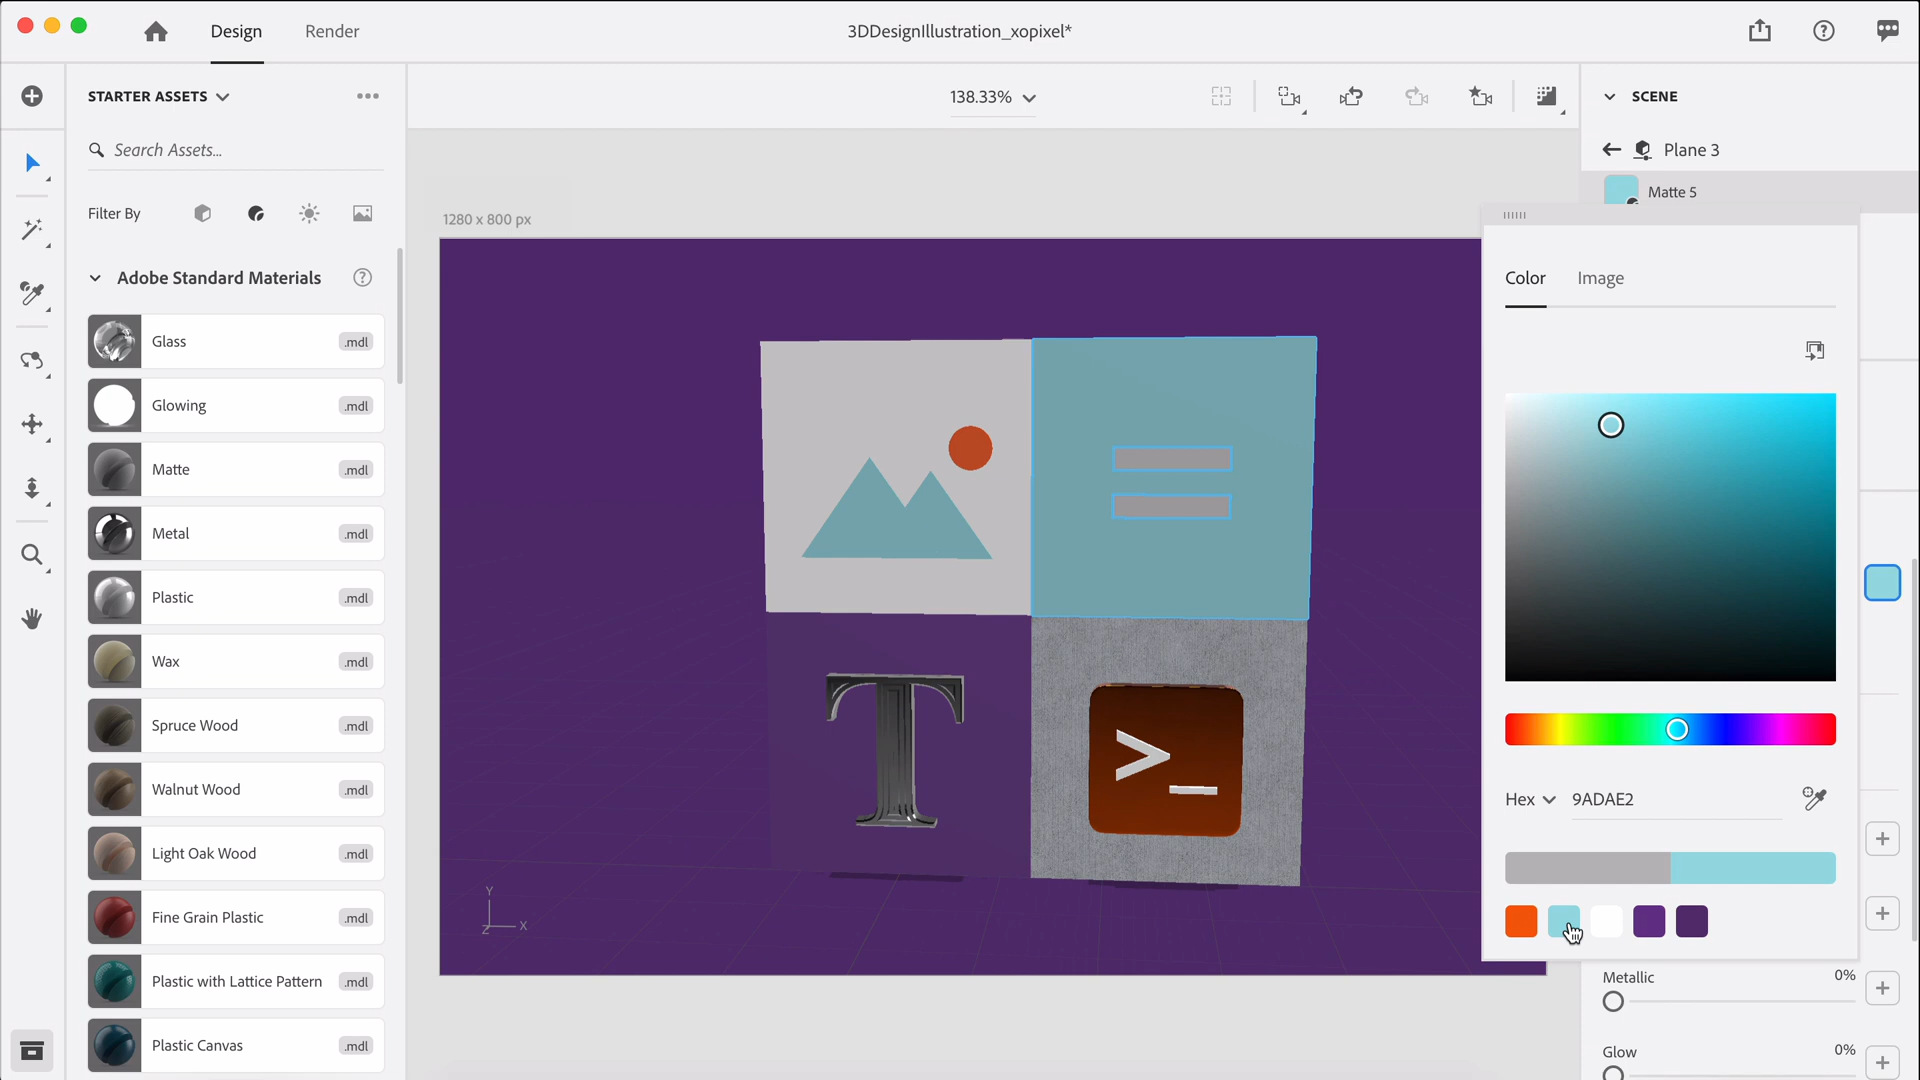 Design
Render
3DDesignIllustration_xopixel*
STARTER ASSETS
138.33%
SCENE
Search Assets...
Plane 3
Matte 5
Filter By
1280 x 800 px
Color
Image
Adobe Standard Materials
Glass .mdl
Glowing .mdl
Matte .mdl
Metal .mdl
Plastic .mdl
Wax .mdl
Spruce Wood .mdl
Walnut Wood .mdl
Light Oak Wood .mdl
Fine Grain Plastic .mdl
Plastic with Lattice Pattern .mdl
Plastic Canvas .mdl
T
>_
Y
Z
X
Hex
9ADAE2
Metallic 0%
Glow 0%